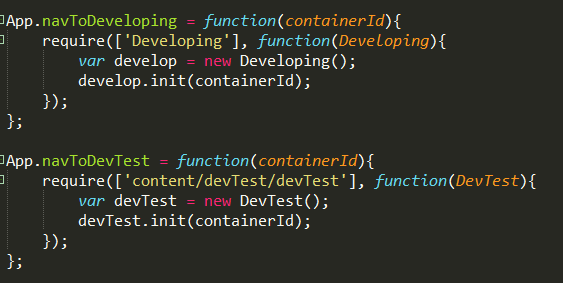 App.navToDeveloping = function(containerId){
    require(['Developing'], function(Developing){
        var develop = new Developing();
        develop.init(containerId);
    });
};

App.navToDevTest = function(containerId){
    require(['content/devTest/devTest'], function(DevTest){
        var devTest = new DevTest();
        devTest.init(containerId);
    });
};